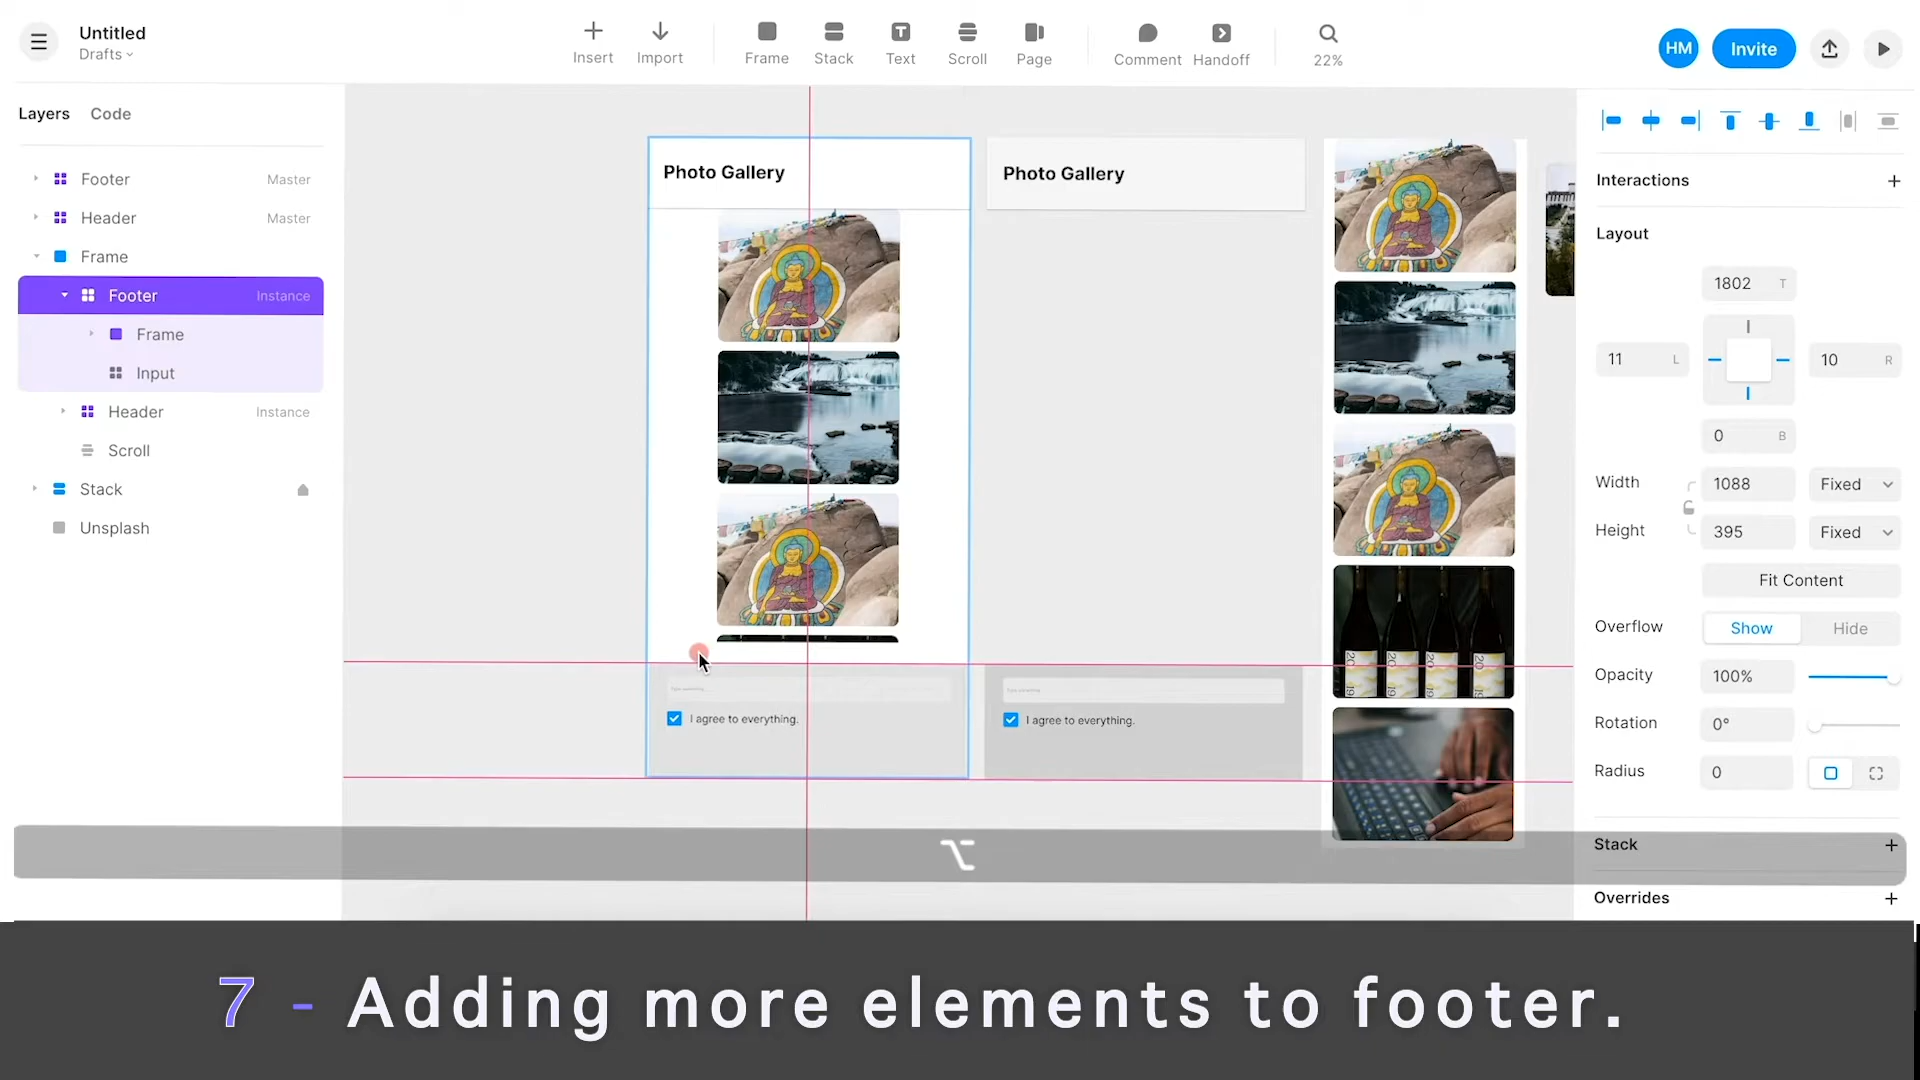 Untitled
Drafts
Insert
Import
Frame
Stack
Text
Scroll
Page
Comment
Handoff
22%
HM
Invite
Layers
Code
Footer Master
Header Master
Frame
Footer Instance
Frame
Input
Header Instance
Scroll
Stack
Unsplash
Photo Gallery
Photo Gallery
I agree to everything.
I agree to everything.
Interactions
Layout
1802 T
11 L
10 R
0 B
Width 1088 Fixed
Height 395 Fixed
Fit Content
Overflow Show Hide
Opacity 100%
Rotation 0°
Radius 0
Stack
Overrides
7 - Adding more elements to footer.